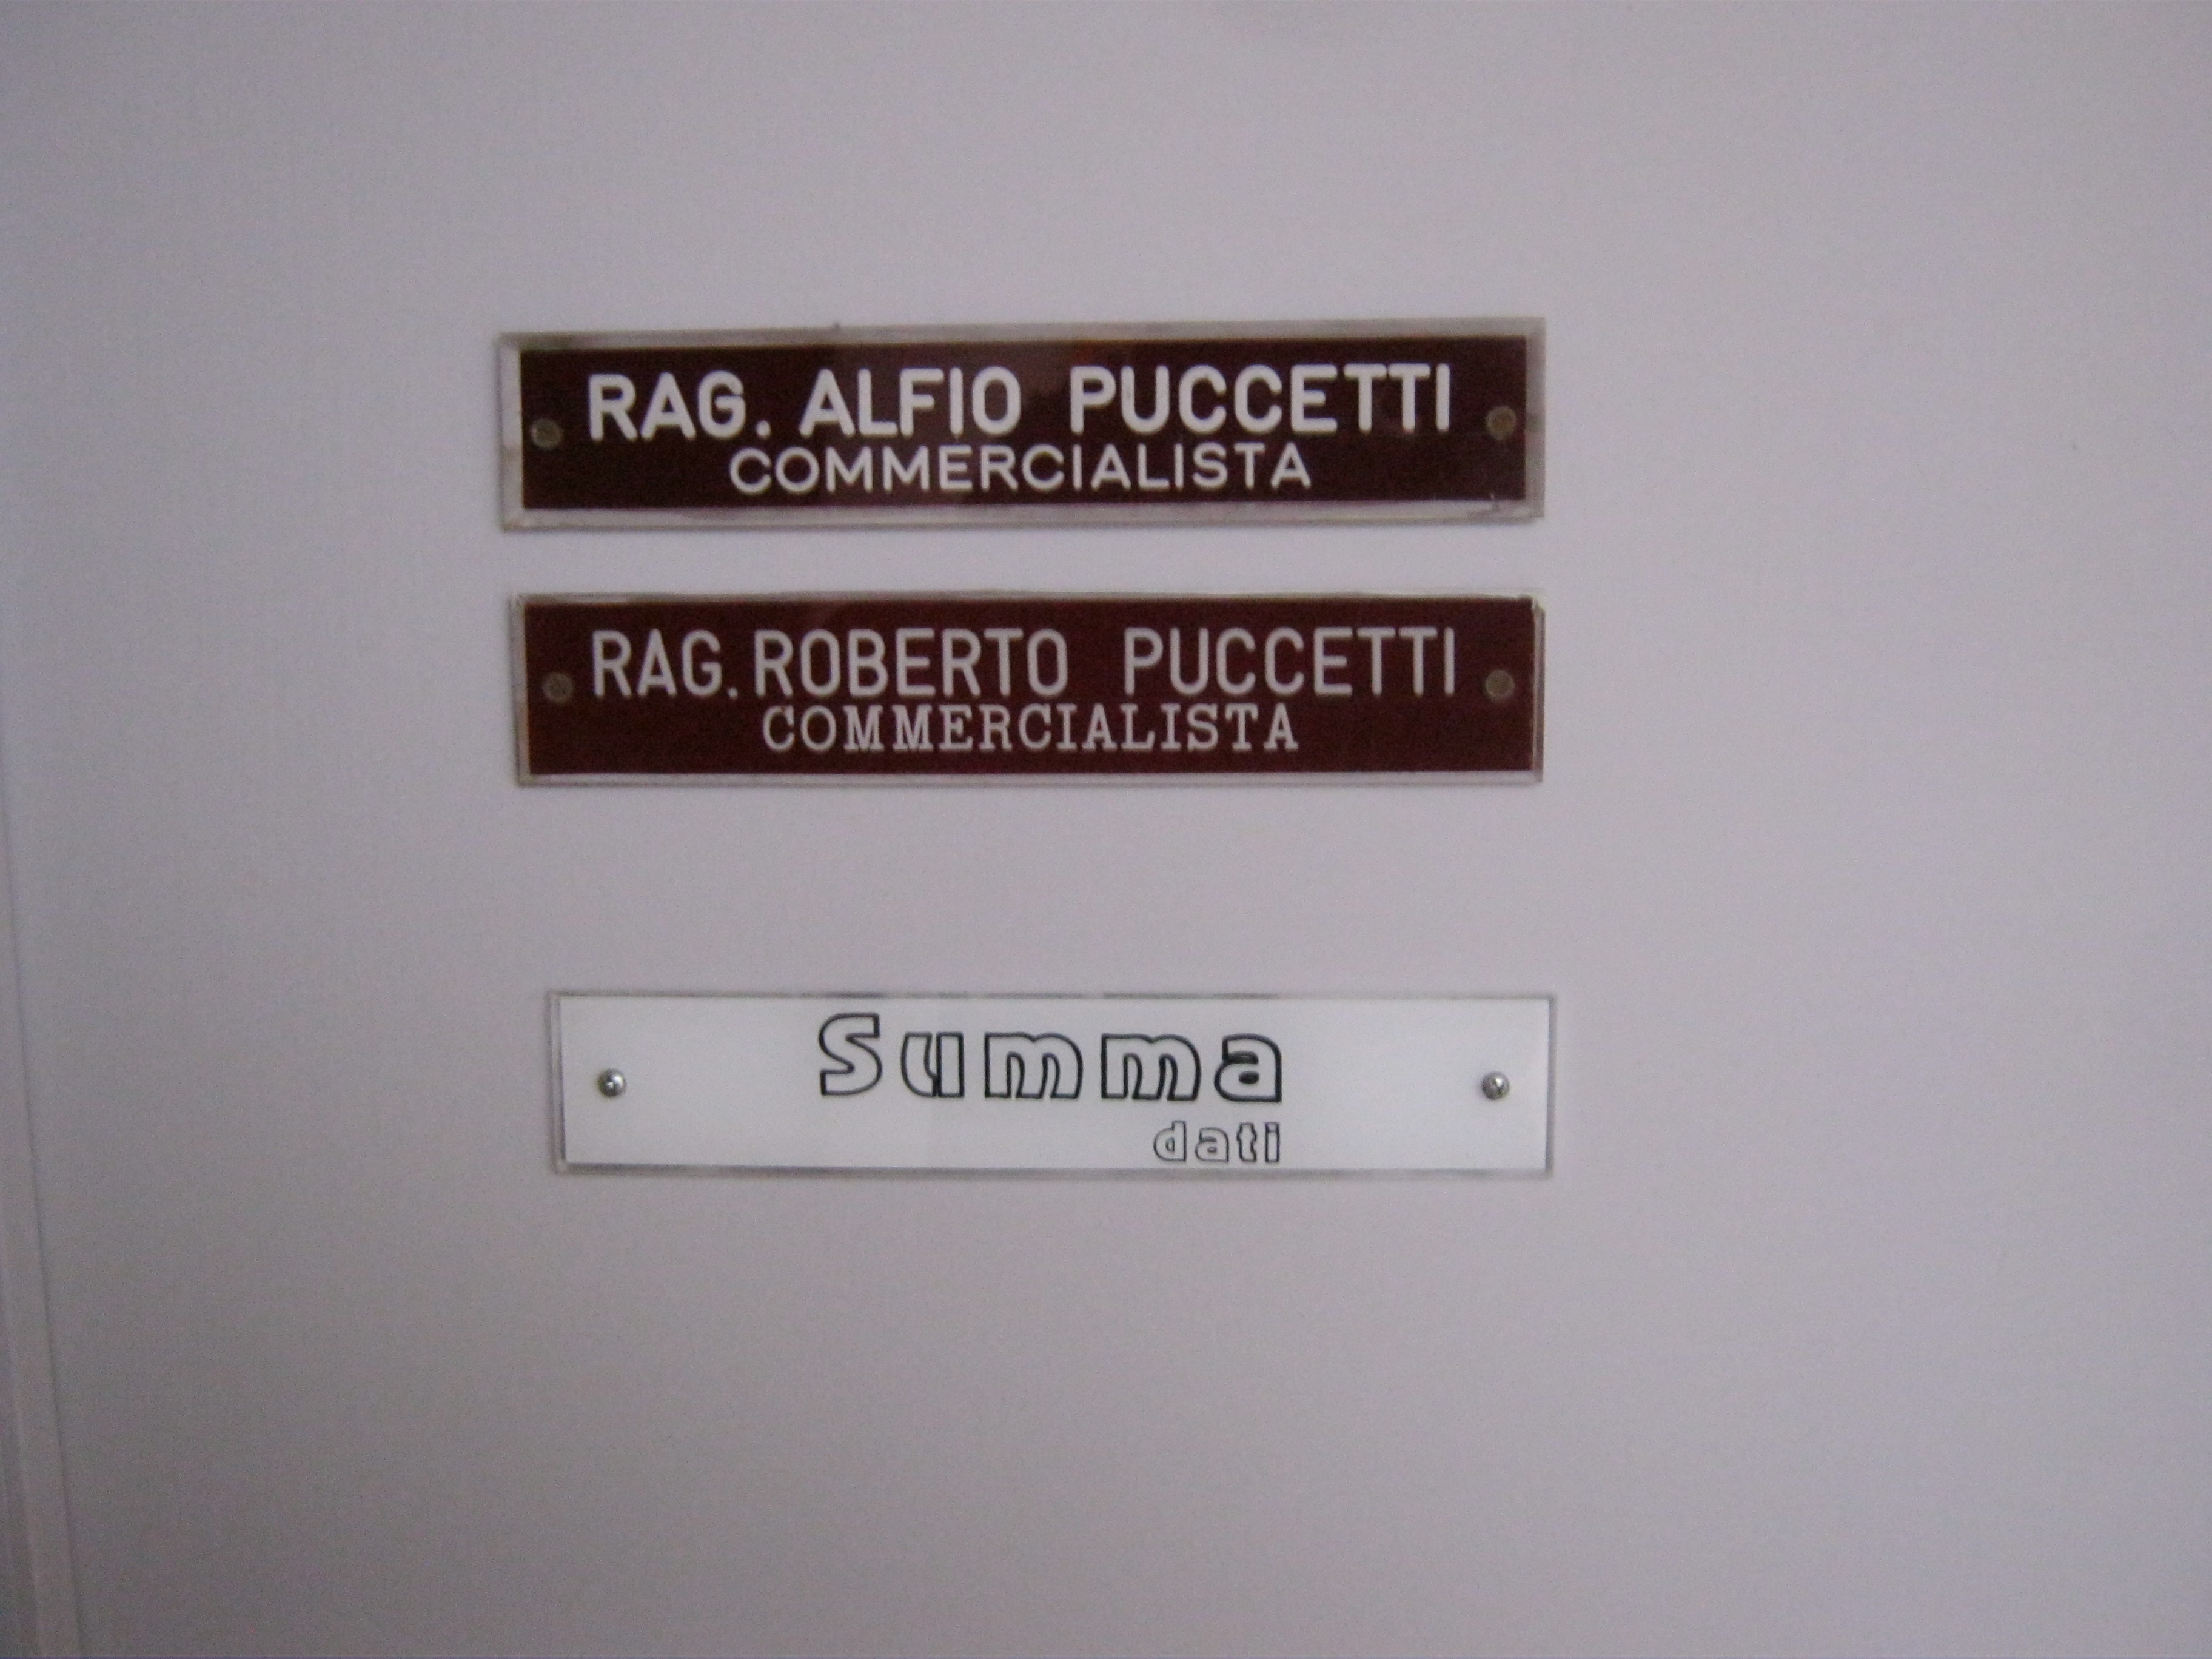 RAG. ALFIO PUCCETTI
COMMERCIALISTA
RAG. ROBERTO PUCCETTI
COMMERCIALISTA
Summa
dati